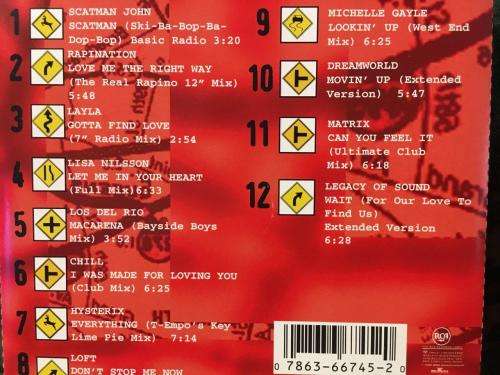 1 SCATMAN JOHN
SCATMAN (Ski-Ba-Bop-Ba-
Dop-Bop) Basic Radio 3:20
2 RAPINATION
LOVE ME THE RIGHT WAY
(The Real Rapino 12" Mix)
5:48
3 LAYLA
GOTTA FIND LOVE
(7" Radio Mix) 2:54
4 LISA NILSSON
LET ME IN YOUR HEART
(Full Mix)6:33
5 LOS DEL RIO
MACARENA (Bayside Boys
Mix) 3:52
6 CHILL
I WAS MADE FOR LOVING YOU
(Club Mix) 6:25
7 HYSTERIX
EVERYTHING (T-Empo's Key
Lime Pie Mix) 7:14
8 LOFT
DON'T STOP ME NOW
9 MICHELLE GAYLE
LOOKIN' UP (West End
Mix) 6:25
10 DREAMWORLD
MOVIN' UP (Extended
Version) 5:47
11 MATRIX
CAN YOU FEEL IT
(Ultimate Club
Mix) 6:18
12 LEGACY OF SOUND
WAIT (For Our Love To
Find Us)
Extended Version
6:28
0 7863-66745-2 0
RCA